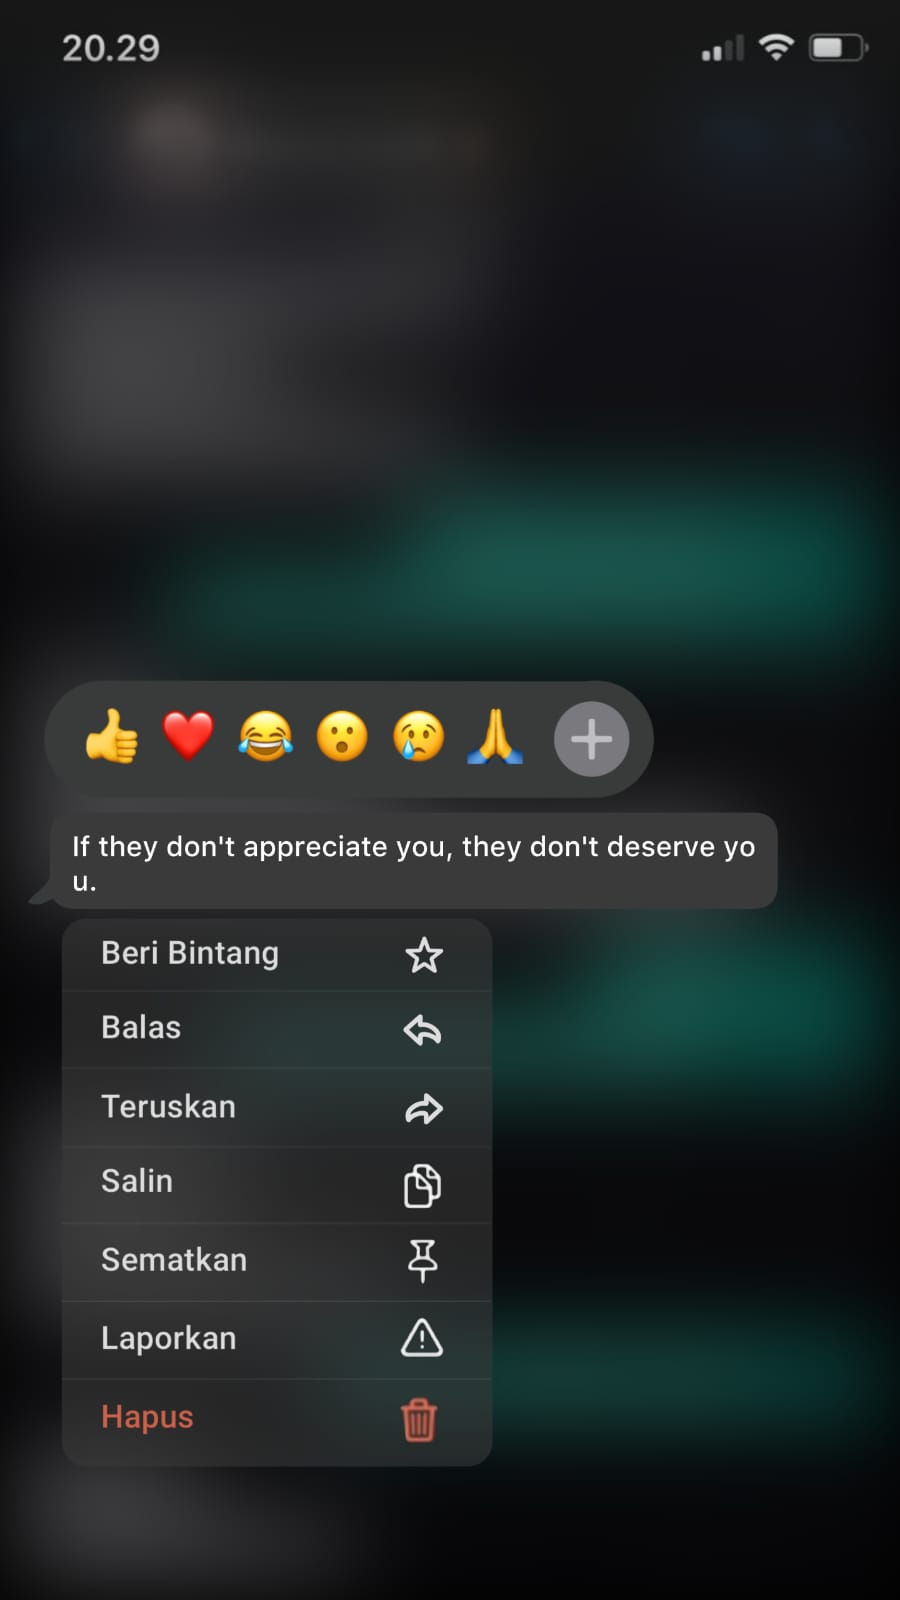 20.29
If they don't appreciate you, they don't deserve yo
u.
Beri Bintang
Balas
Teruskan
Salin
Sematkan
Laporkan
Hapus